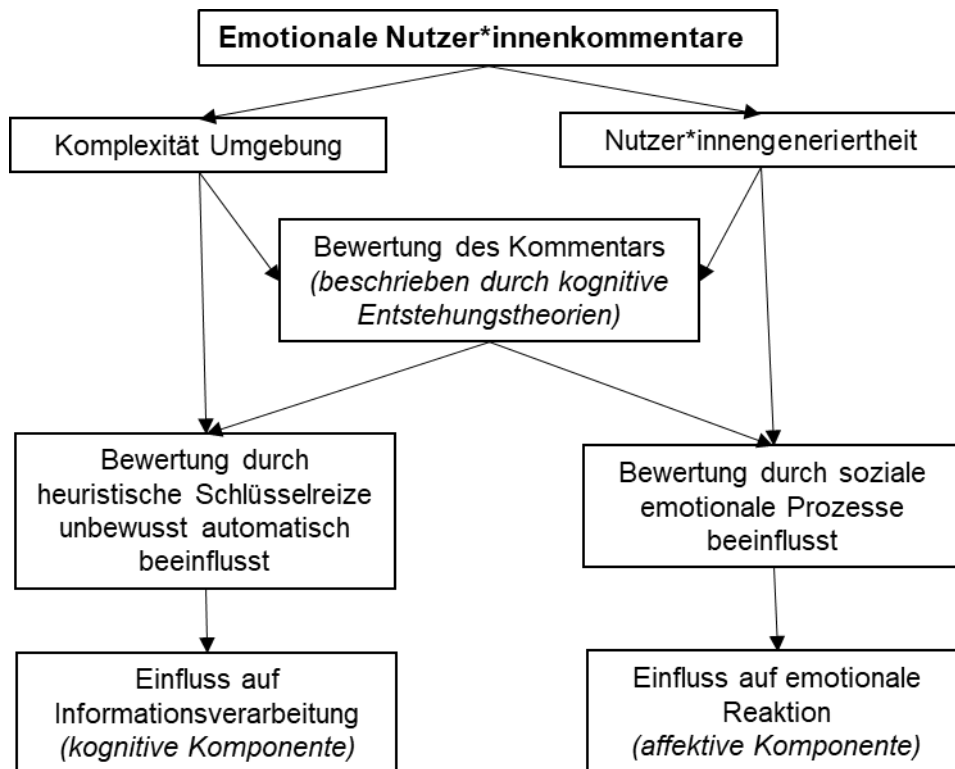 Emotionale Nutzer*innenkommentare
Komplexität Umgebung
Nutzer*innengeneriertheit
Bewertung des Kommentars
(beschrieben durch kognitive
Entstehungstheorien)
Bewertung durch
heuristische Schlüsselreize
unbewusst automatisch
beeinflusst
Bewertung durch soziale
emotionale Prozesse
beeinflusst
Einfluss auf
Informationsverarbeitung
(kognitive Komponente)
Einfluss auf emotionale
Reaktion
(affektive Komponente)